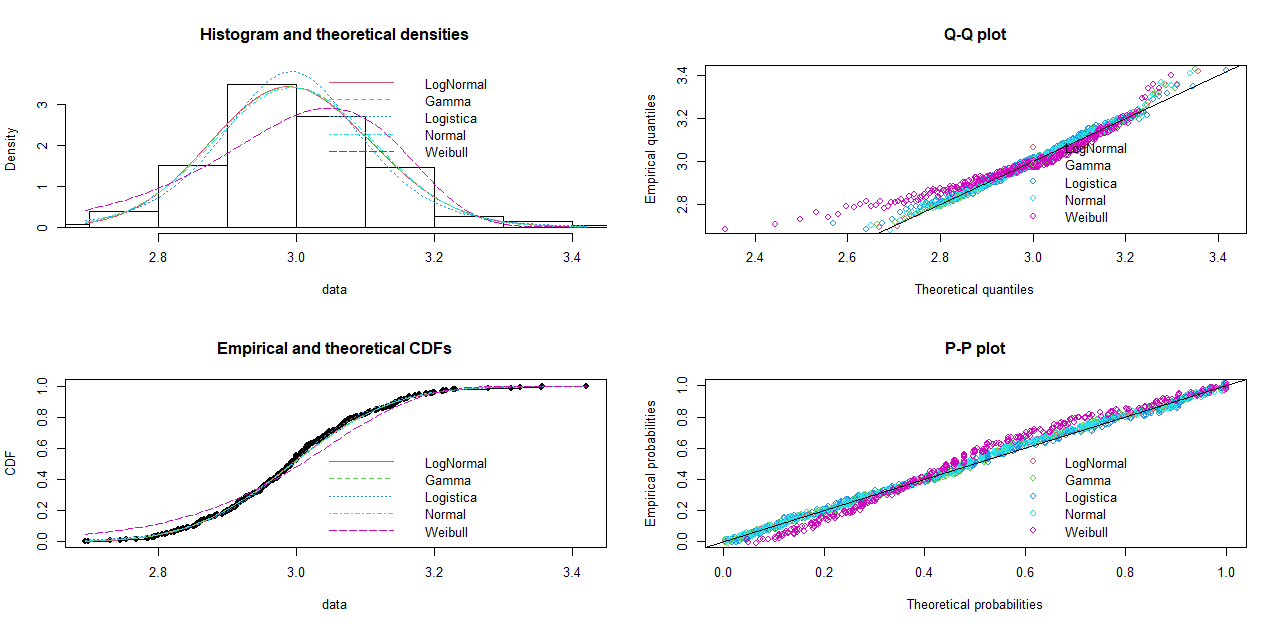 Histogram and theoretical densities
Density
0
1
2
3
2.8
3.0
3.2
3.4
data
LogNormal
Gamma
Logistica
Normal
Weibull
Q-Q plot
Empirical quantiles
2.8
3.0
3.2
3.4
2.4
2.6
2.8
3.0
3.2
3.4
Theoretical quantiles
LogNormal
Gamma
Logistica
Normal
Weibull
Empirical and theoretical CDFs
CDF
0.0
0.2
0.4
0.6
0.8
1.0
2.8
3.0
3.2
3.4
data
LogNormal
Gamma
Logistica
Normal
Weibull
P-P plot
Empirical probabilities
0.0
0.2
0.4
0.6
0.8
1.0
0.0
0.2
0.4
0.6
0.8
1.0
Theoretical probabilities
LogNormal
Gamma
Logistica
Normal
Weibull